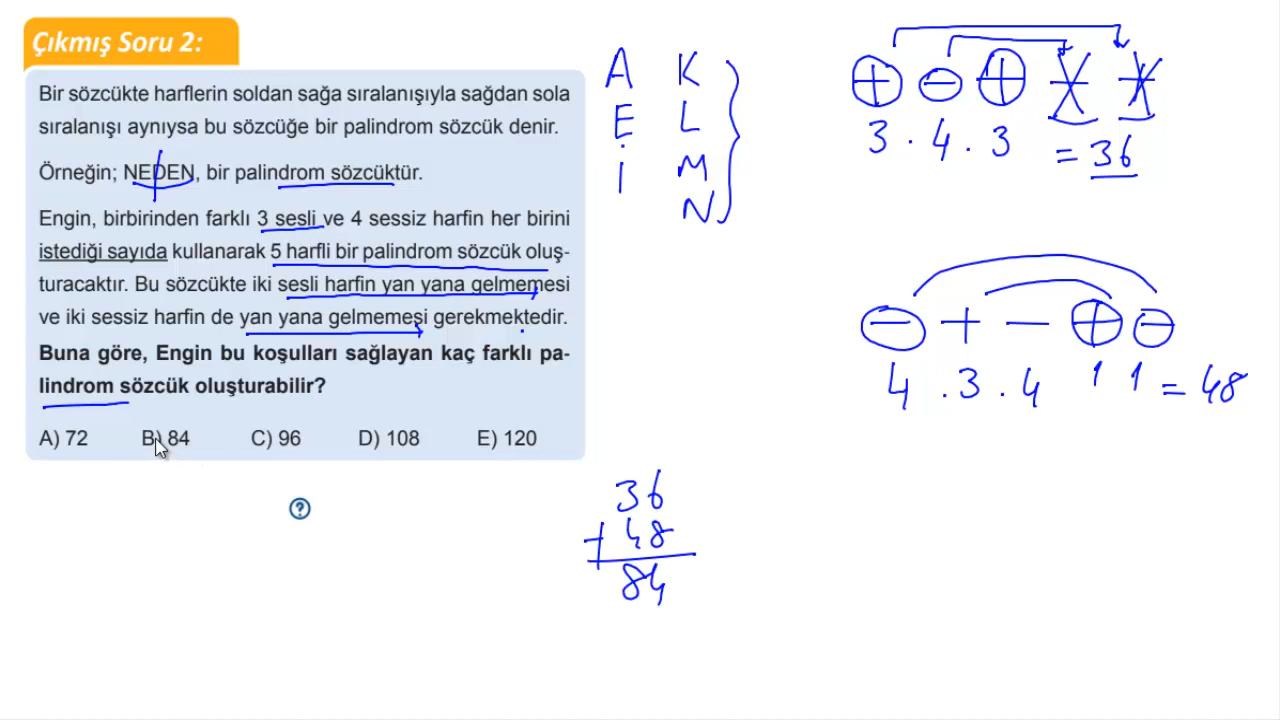 Çıkmış Soru 2:
Bir sözcükte harflerin soldan sağa sıralanışıyla sağdan sola
sıralanışı aynıysa bu sözcüğe bir palindrom sözcük denir.
Örneğin; NEDEN, bir palindrom sözcüktür.
Engin, birbirinden farklı 3 sesli ve 4 sessiz harfin her birini
istediği sayıda kullanarak 5 harfli bir palindrom sözcük oluş-
turacaktır. Bu sözcükte iki sesli harfin yan yana gelmemesi
ve iki sessiz harfin de yan yana gelmemesi gerekmektedir.
Buna göre, Engin bu koşulları sağlayan kaç farklı pa-
lindrom sözcük oluşturabilir?
A) 72 B) 84 C) 96 D) 108 E) 120
A K
E L
I M
N
+ - + + +
3 . 4 . 3 = 36
- + - + -
4 . 3 . 4 1 1 = 48
36
+ 48
84